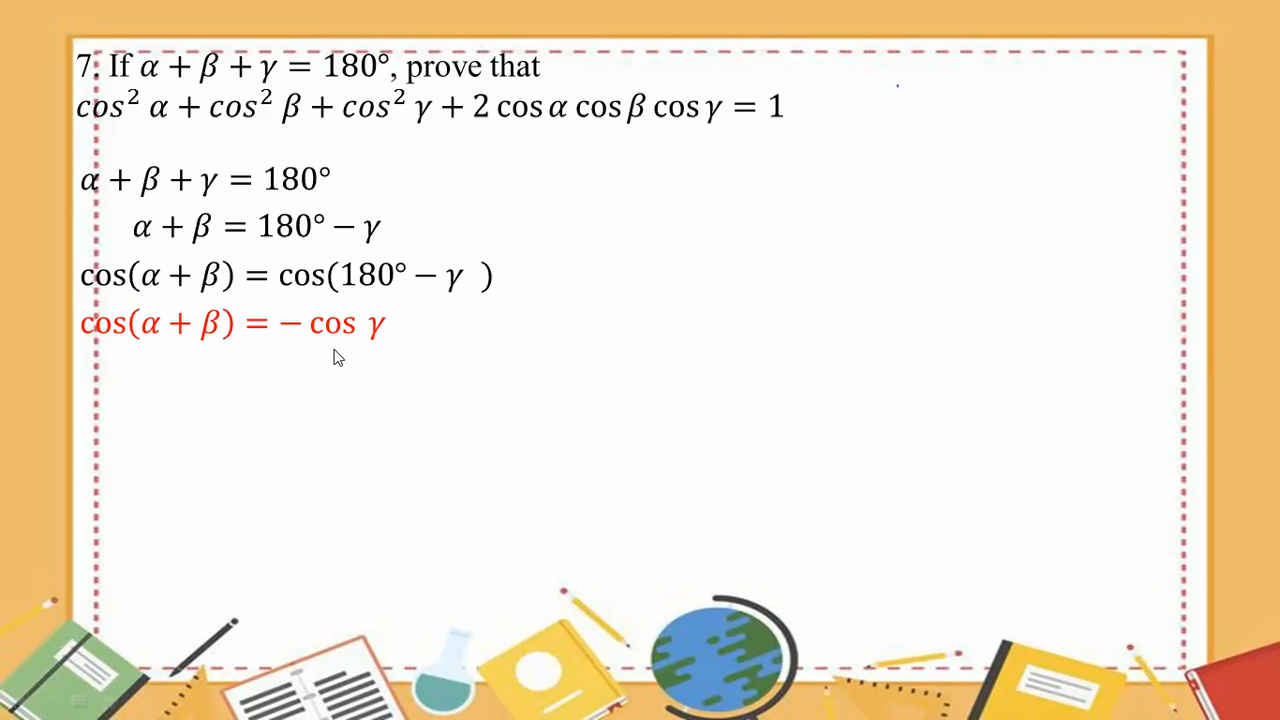 7. If α + β + γ = 180°, prove that
cos² α + cos² β + cos² γ + 2 cos α cos β cos γ = 1
α + β + γ = 180°
α + β = 180° − γ
cos(α + β) = cos(180° − γ )
cos(α + β) = − cos γ